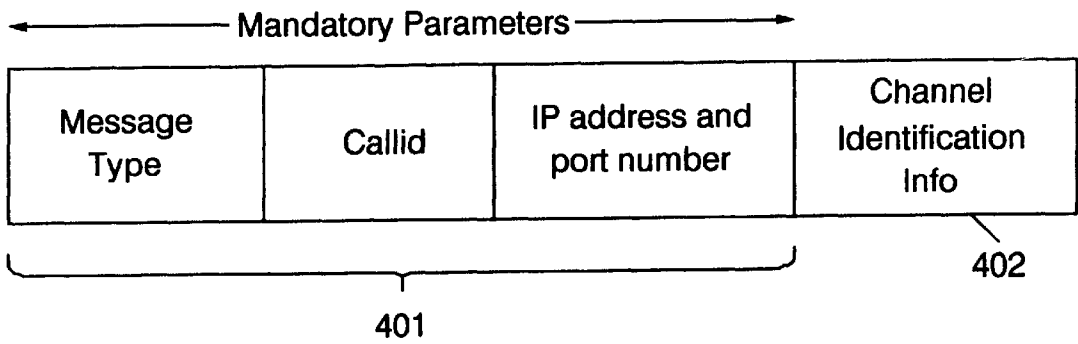 Mandatory Parameters
Message
Type
Callid
IP address and
port number
Channel
Identification
Info
402
401